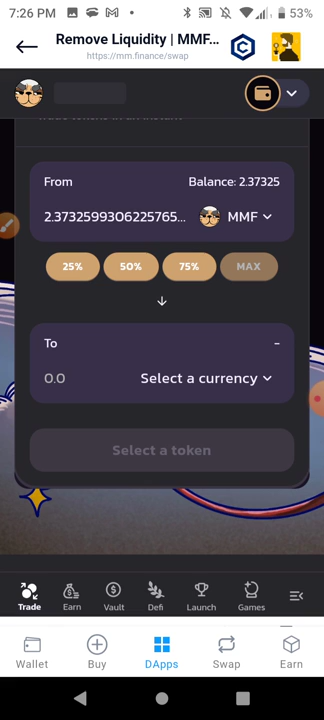 7:26 PM
53%
Remove Liquidity | MMF...
https://mm.finance/swap
From
Balance: 2.37325
2.3732599306225765...
MMF
25%
50%
75%
MAX
To
-
0.0
Select a currency
Select a token
Trade
Earn
Vault
Defi
Launch
Games
Wallet
Buy
DApps
Swap
Earn